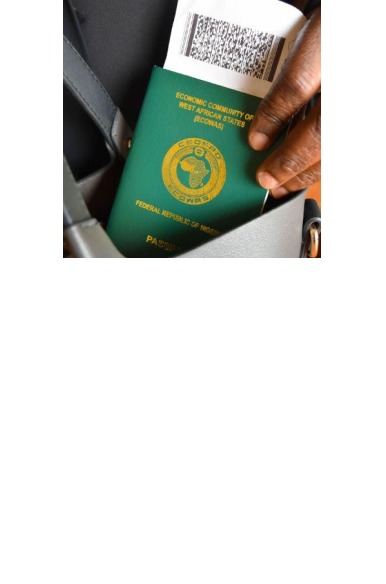 ECONOMIC COMMUNITY OF
WEST AFRICAN STATES
(ECOWAS)
CEDEAO
ECOWAS
FEDERAL REPUBLIC OF